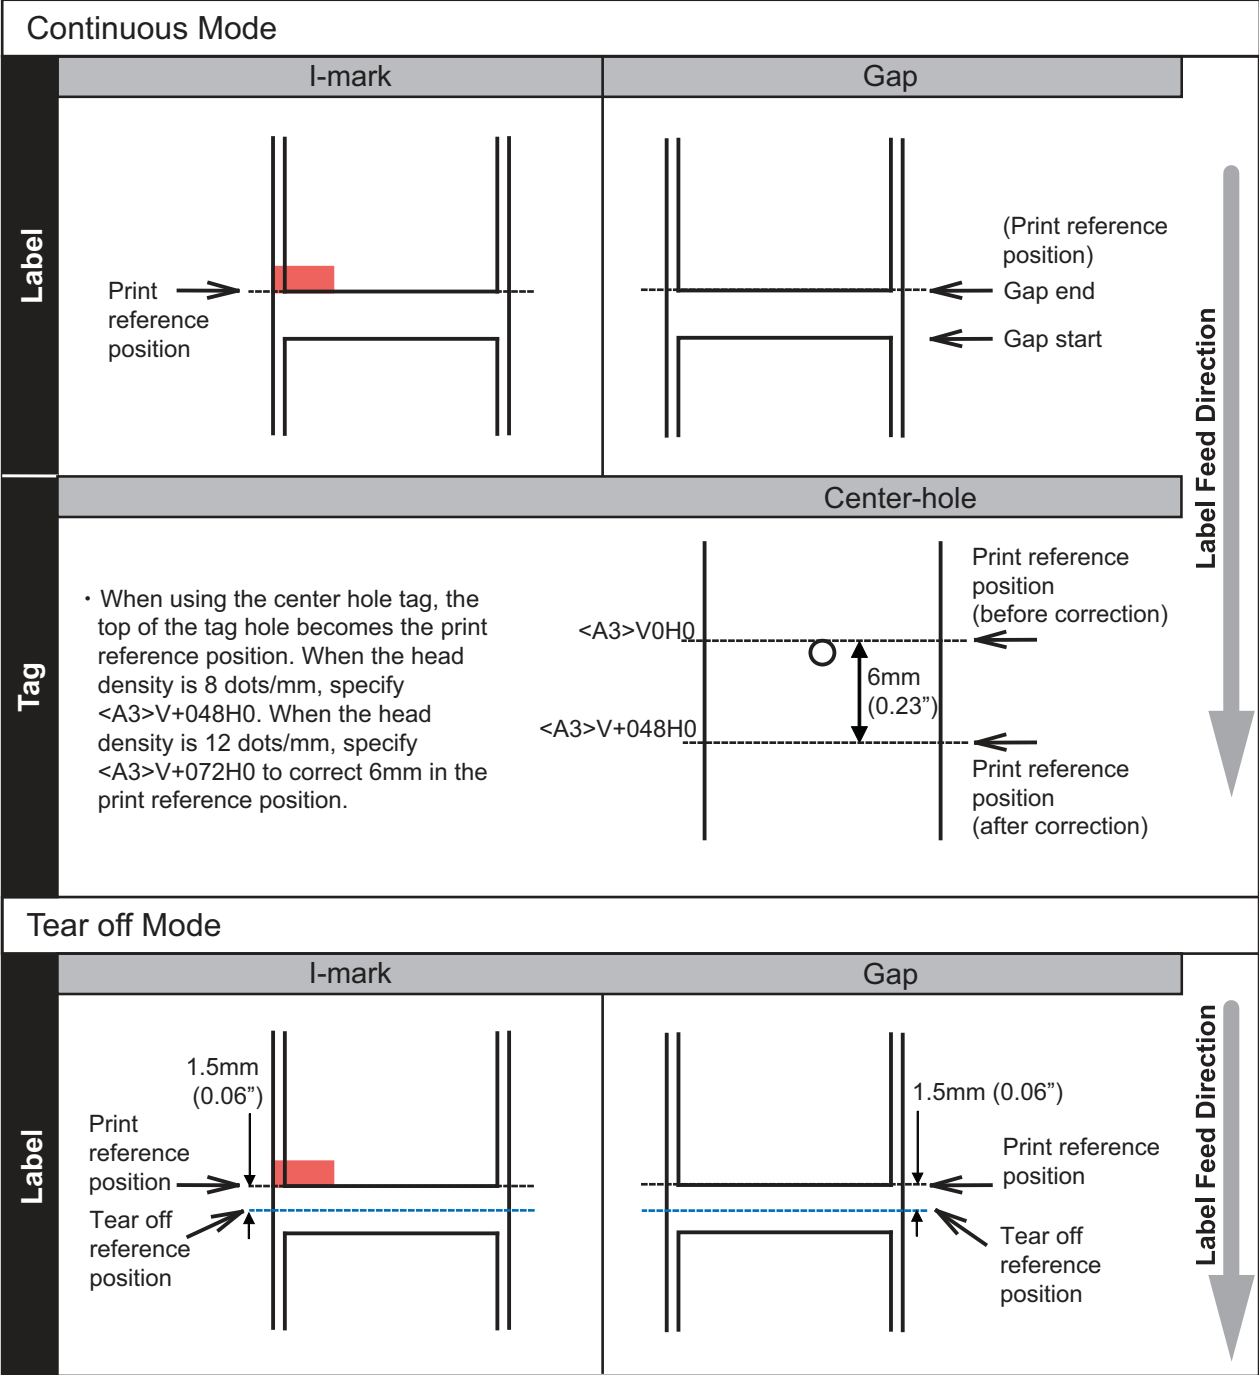 Continuous Mode
I-mark
Gap
Label
Print
reference
position
(Print reference
position)
Gap end
Gap start
Label Feed Direction
Center-hole
Tag
・When using the center hole tag, the
top of the tag hole becomes the print
reference position. When the head
density is 8 dots/mm, specify
<A3>V+048H0. When the head
density is 12 dots/mm, specify
<A3>V+072H0 to correct 6mm in the
print reference position.
<A3>V0H0
<A3>V+048H0
6mm
(0.23”)
Print reference
position
(before correction)
Print reference
position
(after correction)
Tear off Mode
I-mark
Gap
Label
1.5mm
(0.06”)
Print
reference
position
Tear off
reference
position
1.5mm (0.06”)
Print reference
position
Tear off
reference
position
Label Feed Direction